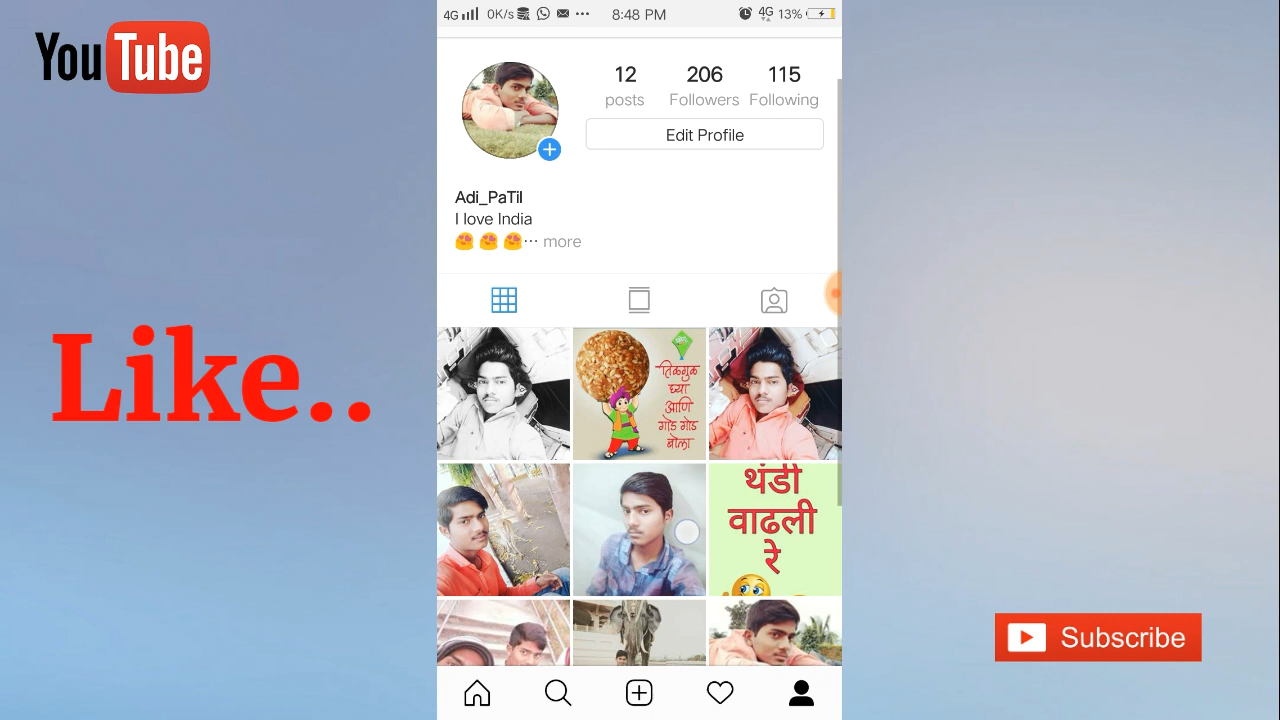 YouTube
4G 0K/s ... 8:48 PM 4G 13%
12 206 115
posts Followers Following
Edit Profile
Adi_PaTil
I love India
😍 😍 😍... more
तिळगुळ
घ्या
आणि
गोड गोड
बोला
थंडी
वाढली
रे
Like..
Subscribe